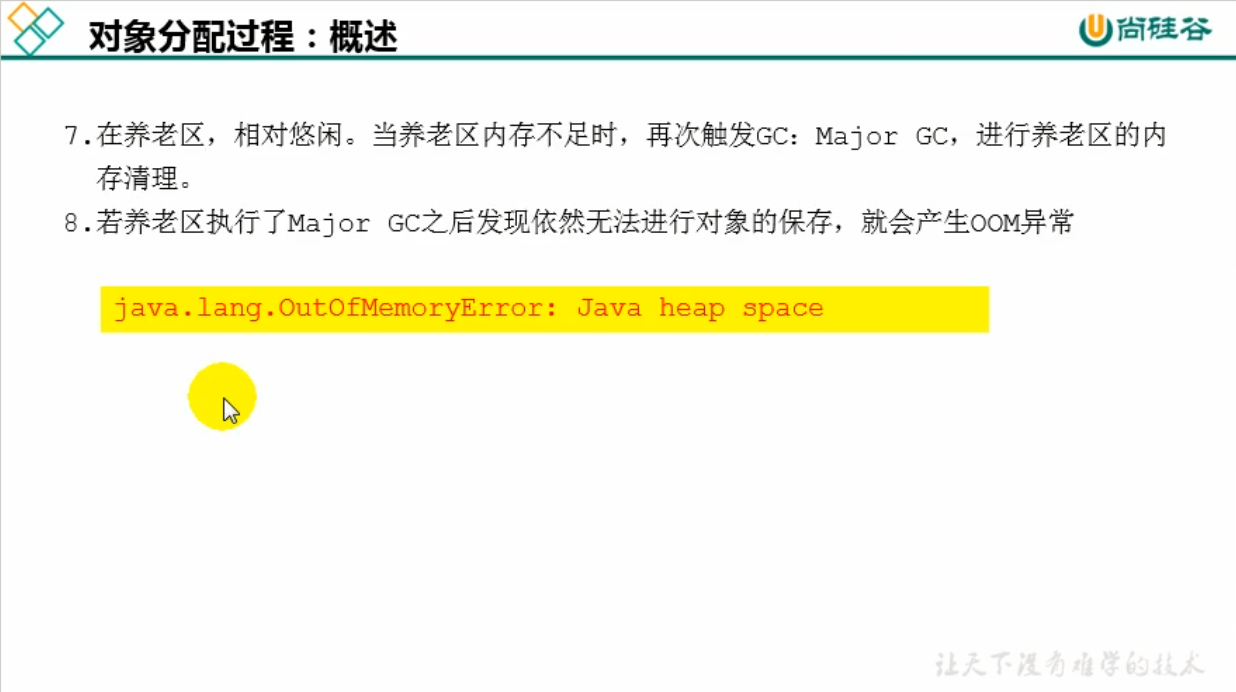 对象分配过程：概述
尚硅谷
7.在养老区，相对悠闲。当养老区内存不足时，再次触发GC：Major GC，进行养老区的内
存清理。
8.若养老区执行了Major GC之后发现依然无法进行对象的保存，就会产生OOM异常
java.lang.OutOfMemoryError: Java heap space
让天下没有难学的技术